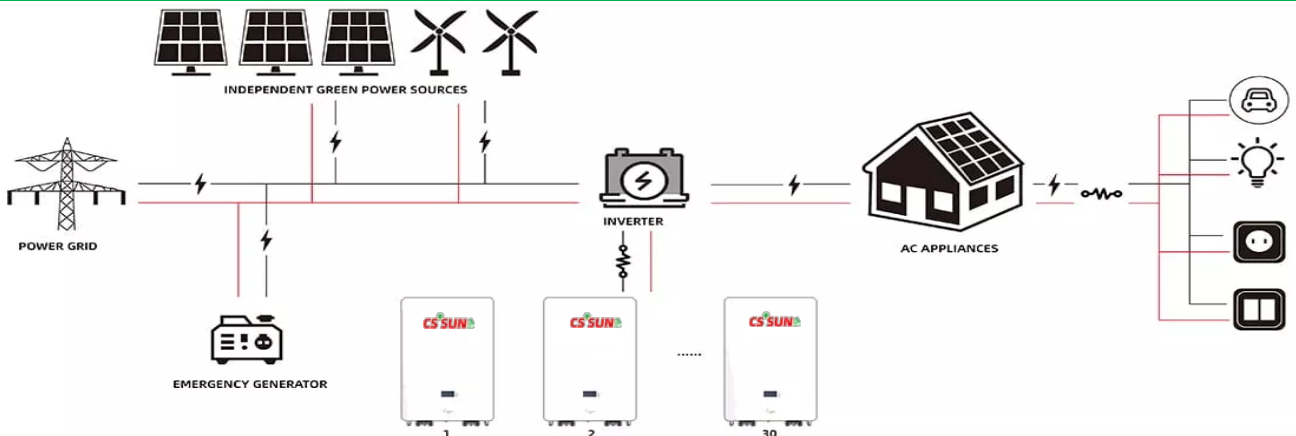 INDEPENDENT GREEN POWER SOURCES
POWER GRID
INVERTER
AC APPLIANCES
EMERGENCY GENERATOR
CS SUN
CS SUN
CS SUN
......
1
2
30